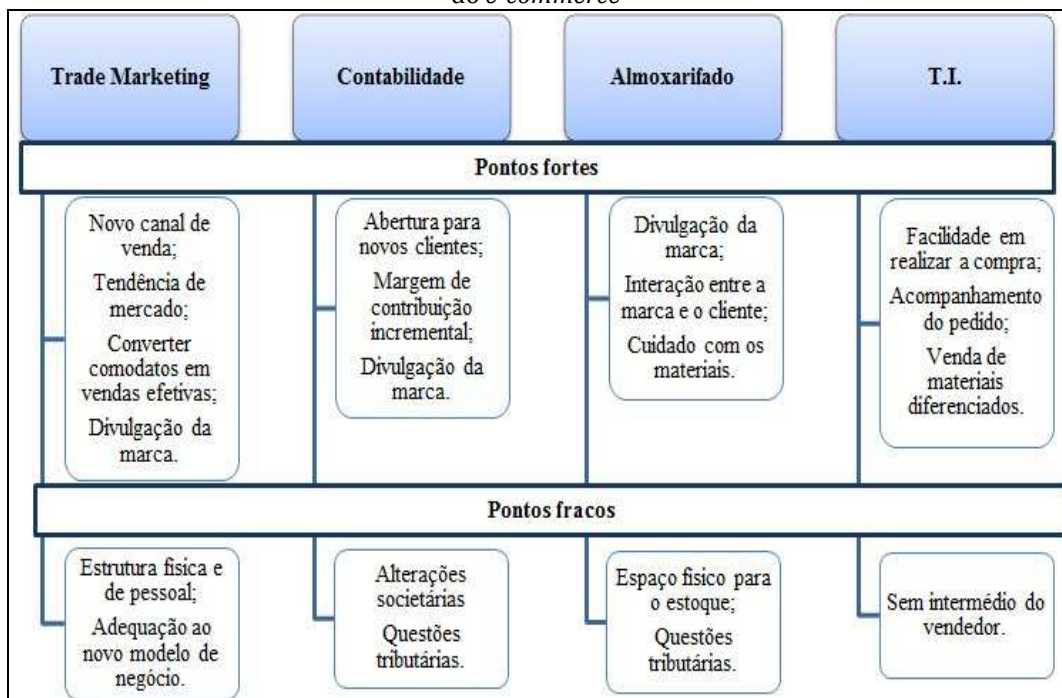 do e-commerce
Trade Marketing
Contabilidade
Almoxarifado
T.I.
Pontos fortes
Novo canal de
venda;
Tendência de
mercado;
Converter
comodatos em
vendas efetivas;
Divulgação da
marca.
Abertura para
novos clientes;
Margem de
contribuição
incremental;
Divulgação da
marca.
Divulgação da
marca;
Interação entre a
marca e o cliente;
Cuidado com os
materiais.
Facilidade em
realizar a compra;
Acompanhamento
do pedido;
Venda de
materiais
diferenciados.
Pontos fracos
Estrutura física e
de pessoal;
Adequação ao
novo modelo de
negócio.
Alterações
societárias
Questões
tributárias.
Espaço físico para
o estoque;
Questões
tributárias.
Sem intermédio do
vendedor.